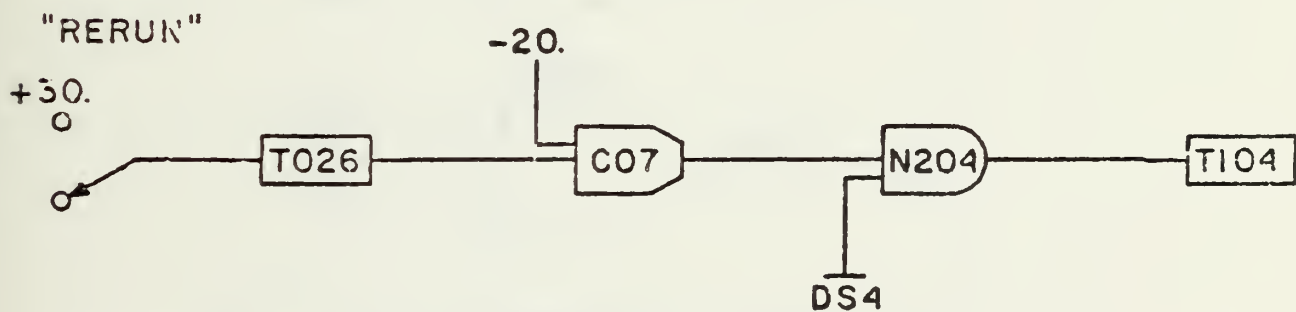 "RERUN"
-20.
+30.
T026
C07
N204
T104
DS4